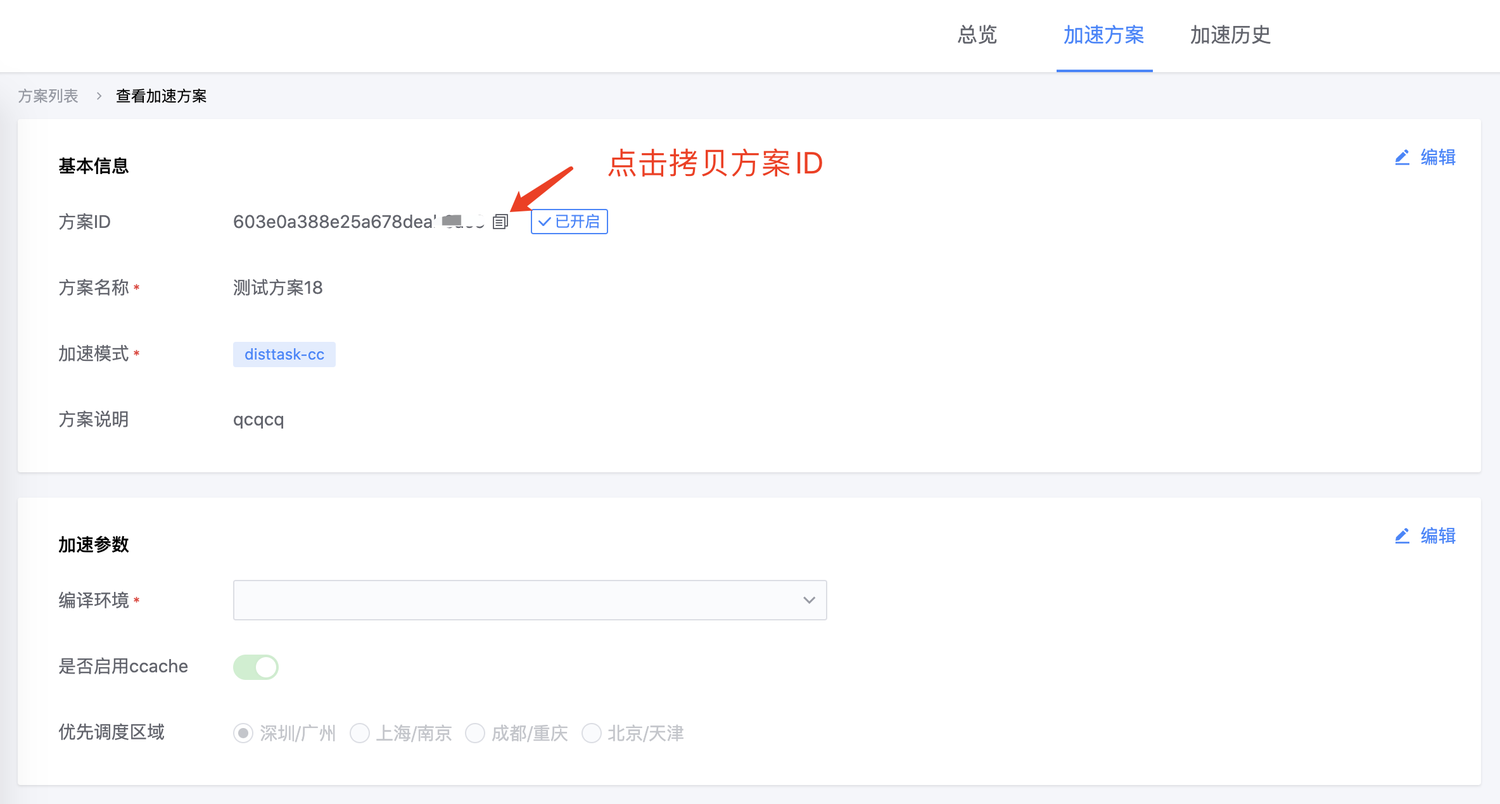 总览 加速方案 加速历史
方案列表 > 查看加速方案
基本信息 点击拷贝方案ID 编辑
方案ID 603e0a388e25a678dea 已开启
方案名称* 测试方案18
加速模式* disttask-cc
方案说明 qcqcq
加速参数 编辑
编译环境*
是否启用ccache
优先调度区域 深圳/广州 上海/南京 成都/重庆 北京/天津